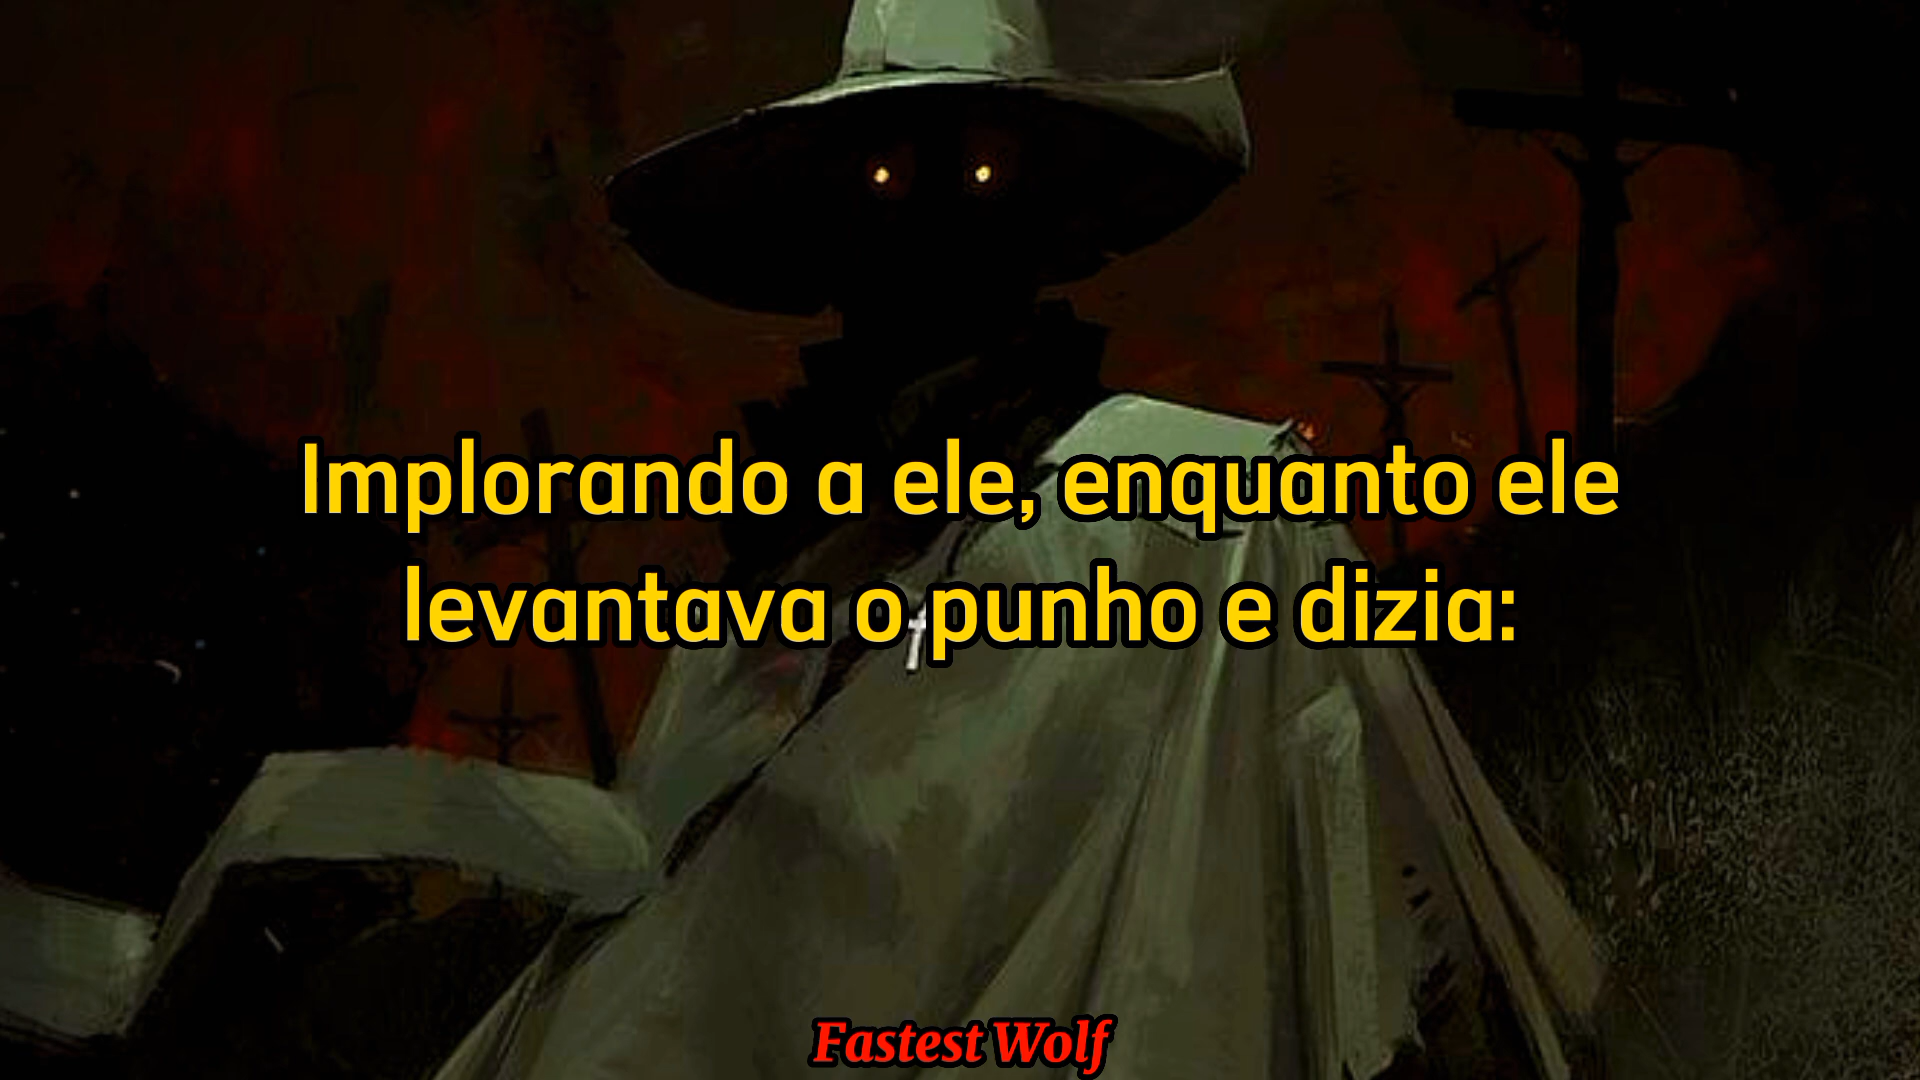 Implorando a ele, enquanto ele
levantava o punho e dizia:
Fastest Wolf